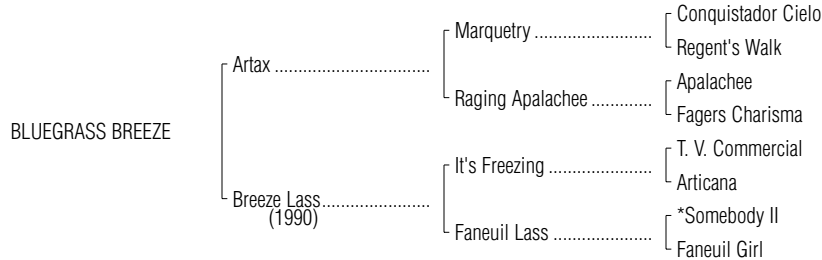 Conquistador Cielo
Marquetry ..........................
Regent's Walk
Artax ..................................
Apalachee
Raging Apalachee .............
Fagers Charisma
BLUEGRASS BREEZE
T. V. Commercial
It's Freezing .......................
Articana
Breeze Lass........................
(1990)
*Somebody II
Faneuil Lass ......................
Faneuil Girl